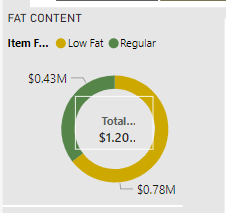 FAT CONTENT
Item F... Low Fat Regular
$0.43M
Total...
$1.20..
$0.78M